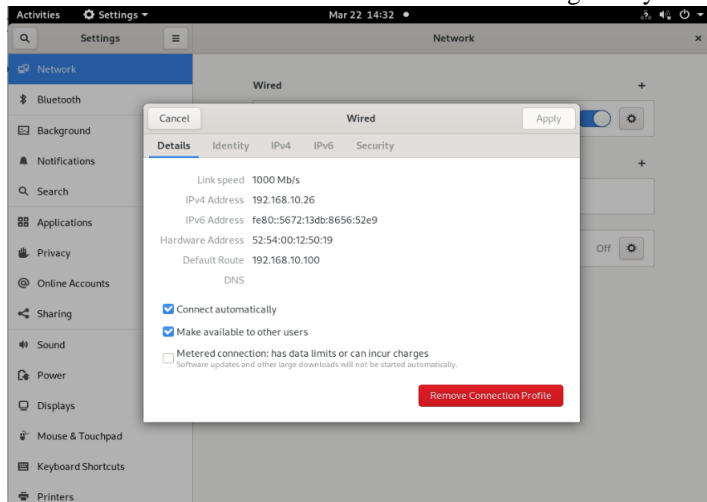 Activities Settings Mar 22 14:32
Settings Network
Network
Bluetooth
Background
Notifications
Search
Applications
Privacy
Online Accounts
Sharing
Sound
Power
Displays
Mouse & Touchpad
Keyboard Shortcuts
Printers
Wired
Off
Cancel Wired Apply
Details Identity IPv4 IPv6 Security
Link speed 1000 Mb/s
IPv4 Address 192.168.10.26
IPv6 Address fe80::5672:13db:8656:52e9
Hardware Address 52:54:00:12:50:19
Default Route 192.168.10.100
DNS
Connect automatically
Make available to other users
Metered connection: has data limits or can incur charges
Software updates and other large downloads will not be started automatically.
Remove Connection Profile